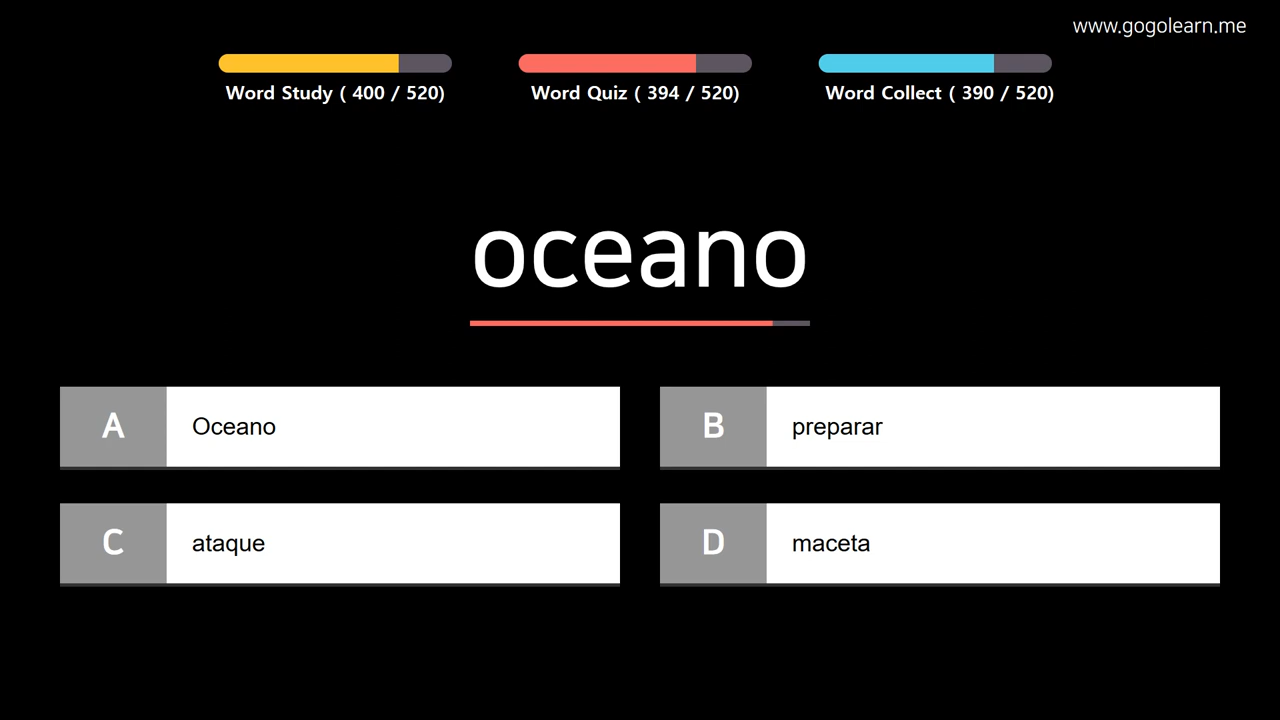 www.gogolearn.me
Word Study ( 400 / 520)
Word Quiz ( 394 / 520)
Word Collect ( 390 / 520)
oceano
A
Oceano
B
preparar
C
ataque
D
maceta